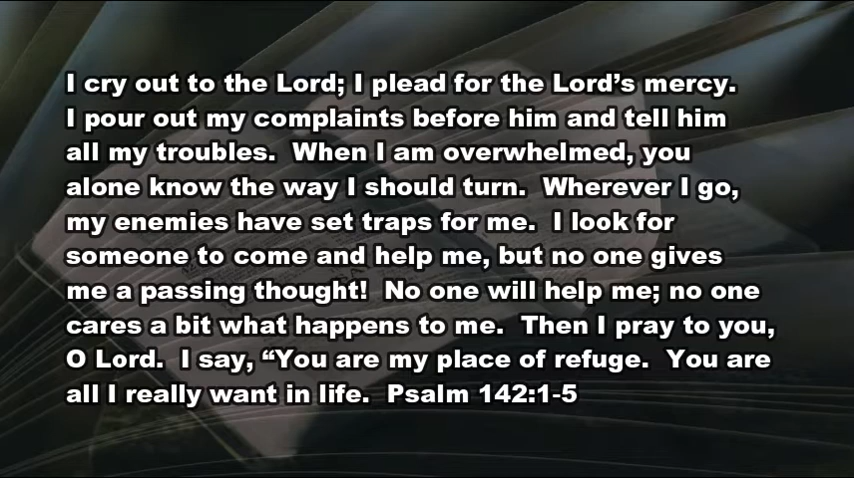 I cry out to the Lord; I plead for the Lord’s mercy.
I pour out my complaints before him and tell him
all my troubles.  When I am overwhelmed, you
alone know the way I should turn.  Wherever I go,
my enemies have set traps for me.  I look for
someone to come and help me, but no one gives
me a passing thought!  No one will help me; no one
cares a bit what happens to me.  Then I pray to you,
O Lord.  I say, “You are my place of refuge.  You are
all I really want in life.  Psalm 142:1-5